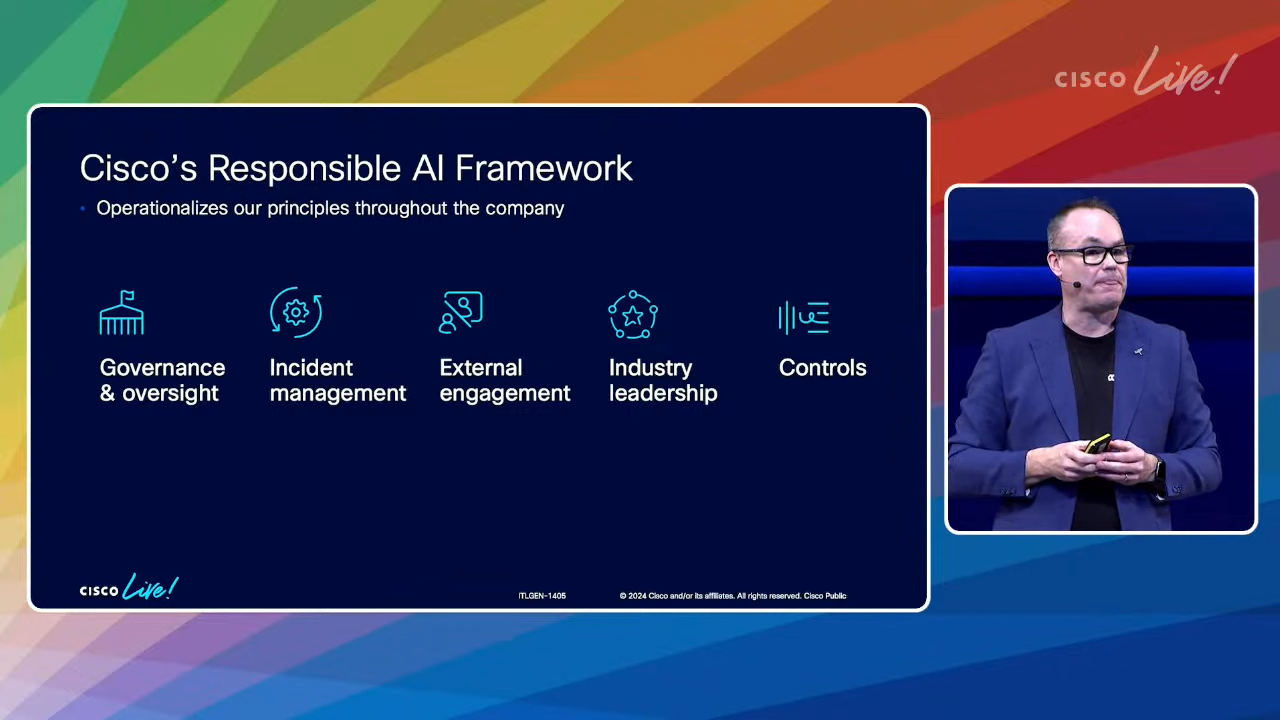 CISCO Live!
Cisco's Responsible AI Framework
• Operationalizes our principles throughout the company
Governance
& oversight
Incident
management
External
engagement
Industry
leadership
Controls
CISCO Live!
ITLGEN-1405
© 2024 Cisco and/or its affiliates. All rights reserved. Cisco Public